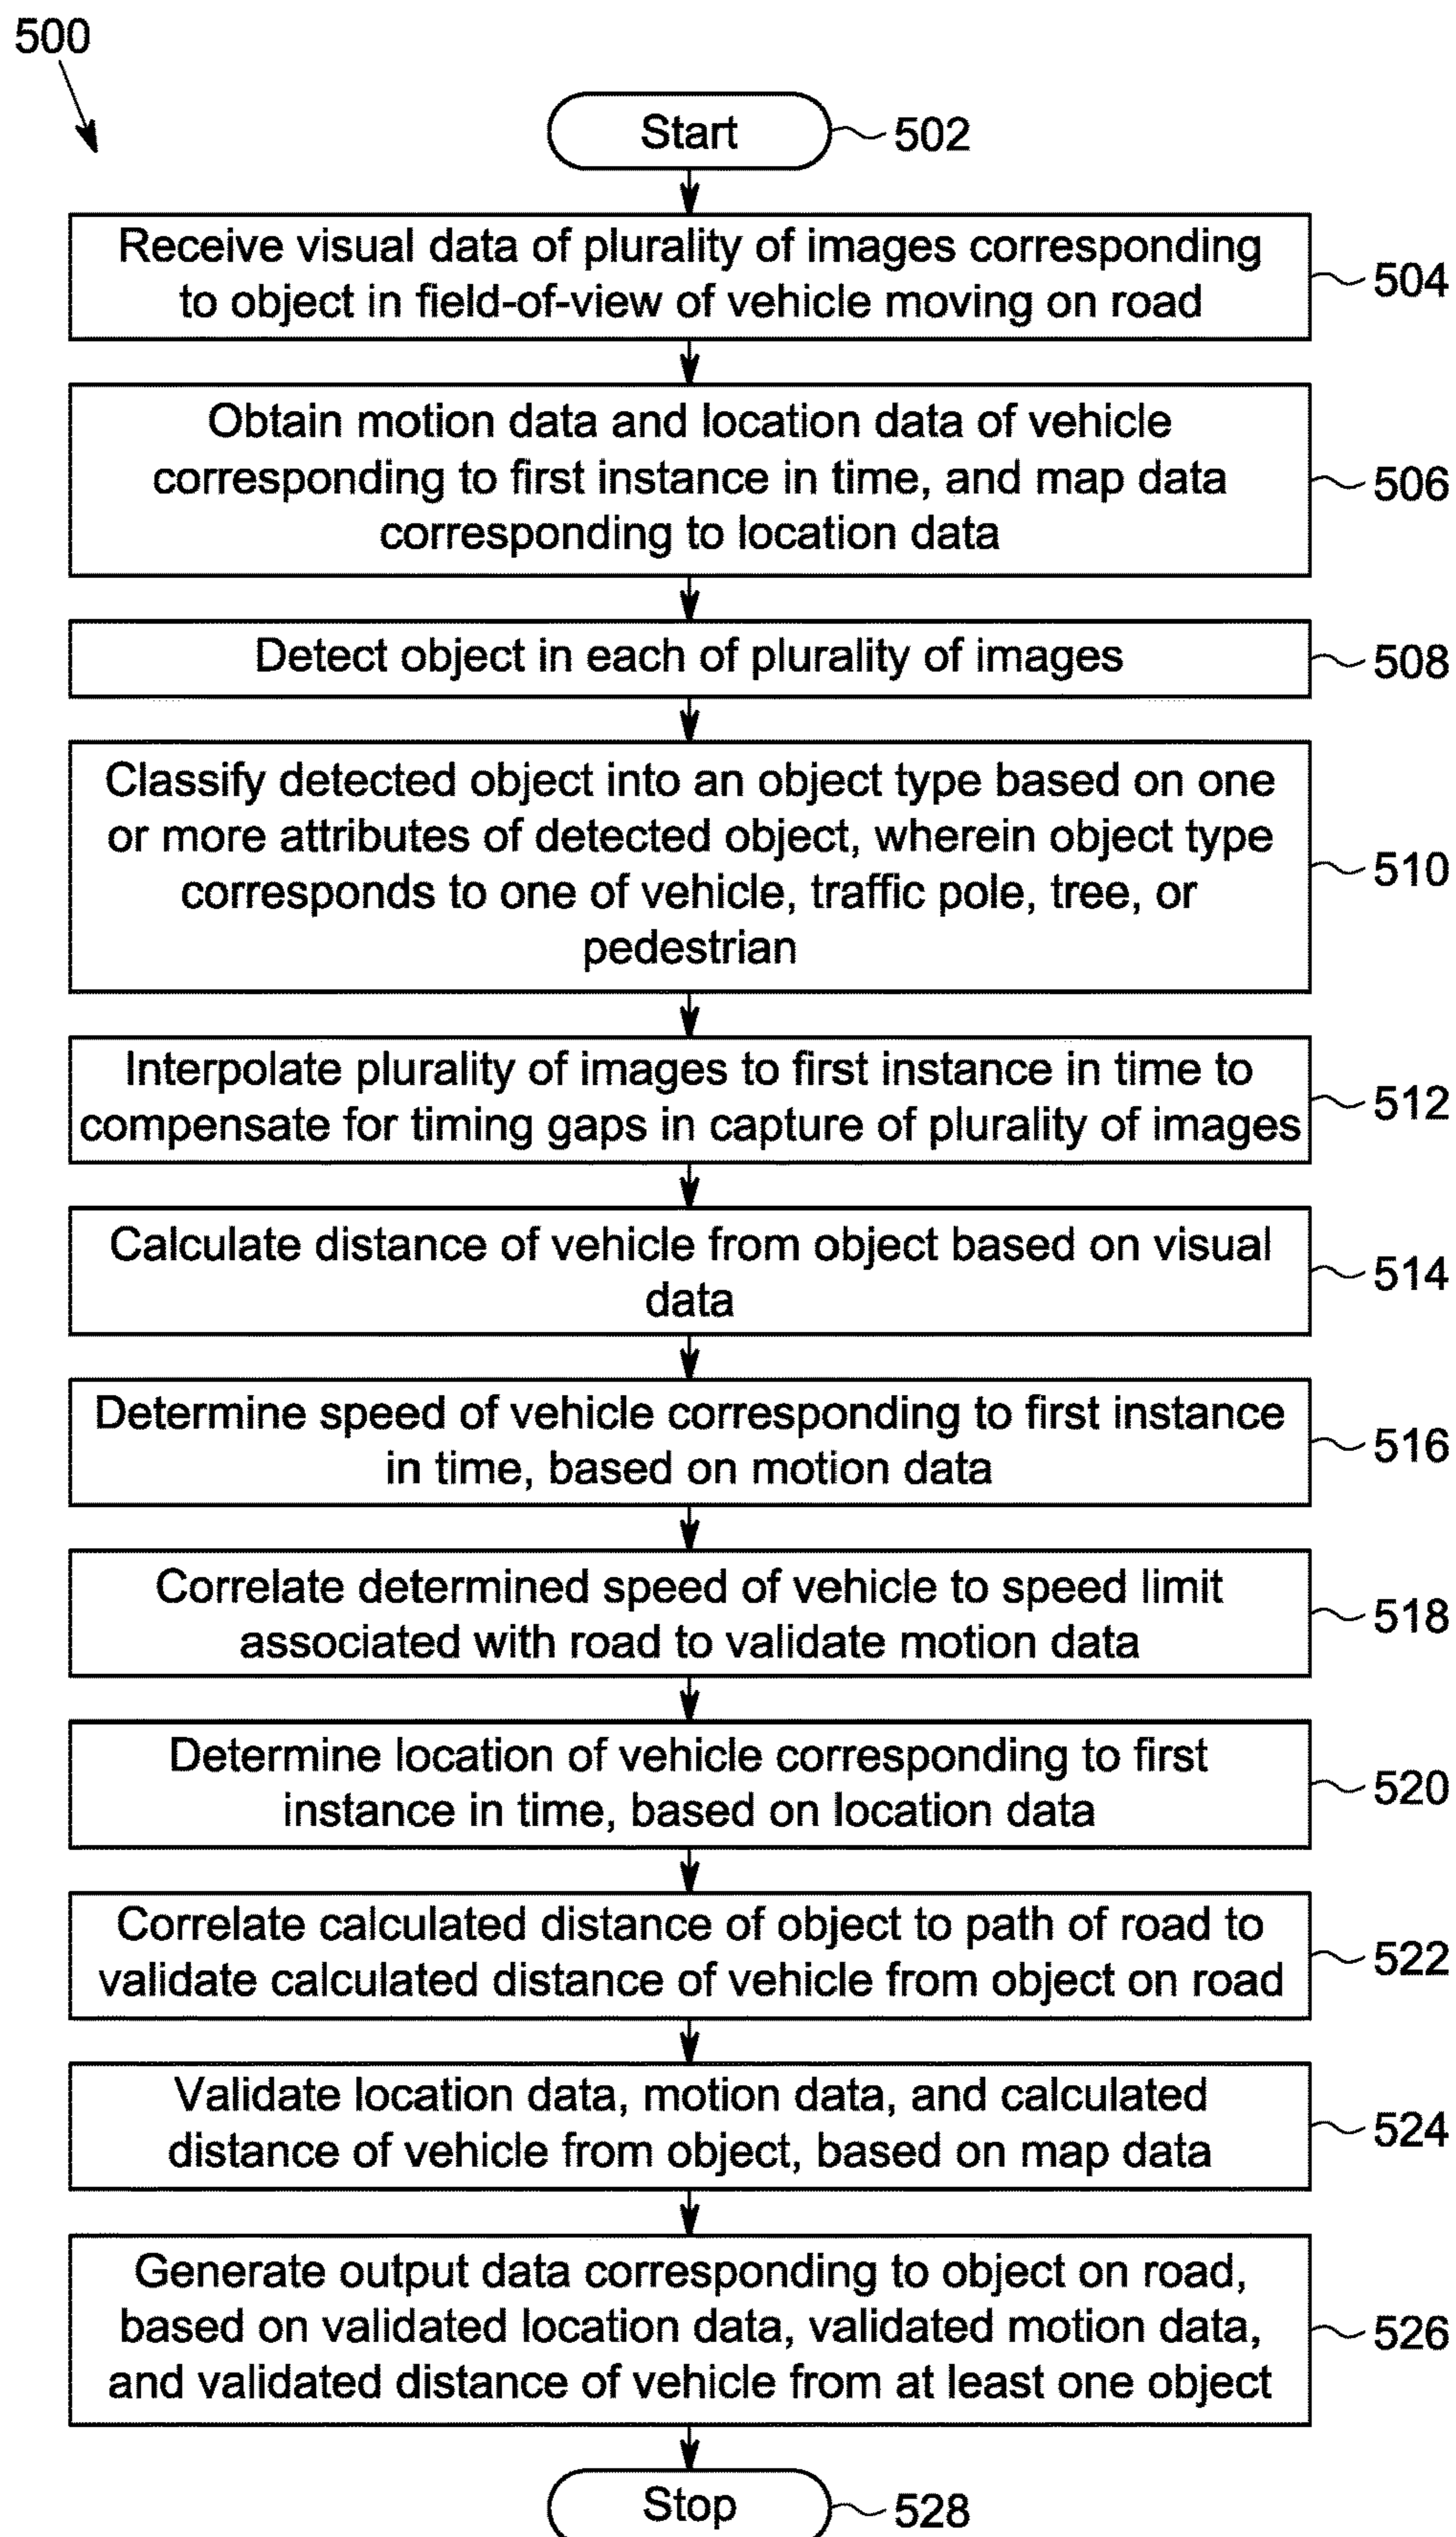 500
Start
502
Receive visual data of plurality of images corresponding
to object in field-of-view of vehicle moving on road
504
Obtain motion data and location data of vehicle
corresponding to first instance in time, and map data
corresponding to location data
506
Detect object in each of plurality of images
508
Classify detected object into an object type based on one
or more attributes of detected object, wherein object type
corresponds to one of vehicle, traffic pole, tree, or
pedestrian
510
Interpolate plurality of images to first instance in time to
compensate for timing gaps in capture of plurality of images
512
Calculate distance of vehicle from object based on visual
data
514
Determine speed of vehicle corresponding to first instance
in time, based on motion data
516
Correlate determined speed of vehicle to speed limit
associated with road to validate motion data
518
Determine location of vehicle corresponding to first
instance in time, based on location data
520
Correlate calculated distance of object to path of road to
validate calculated distance of vehicle from object on road
522
Validate location data, motion data, and calculated
distance of vehicle from object, based on map data
524
Generate output data corresponding to object on road,
based on validated location data, validated motion data,
and validated distance of vehicle from at least one object
526
Stop
528